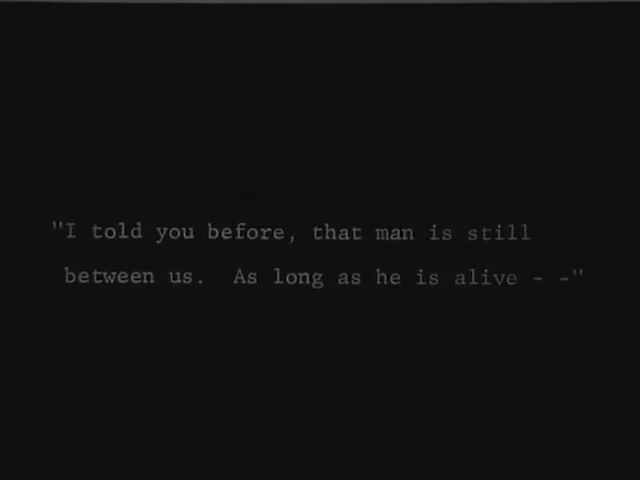 "I told you before, that man is still
between us.  As long as he is alive - -"